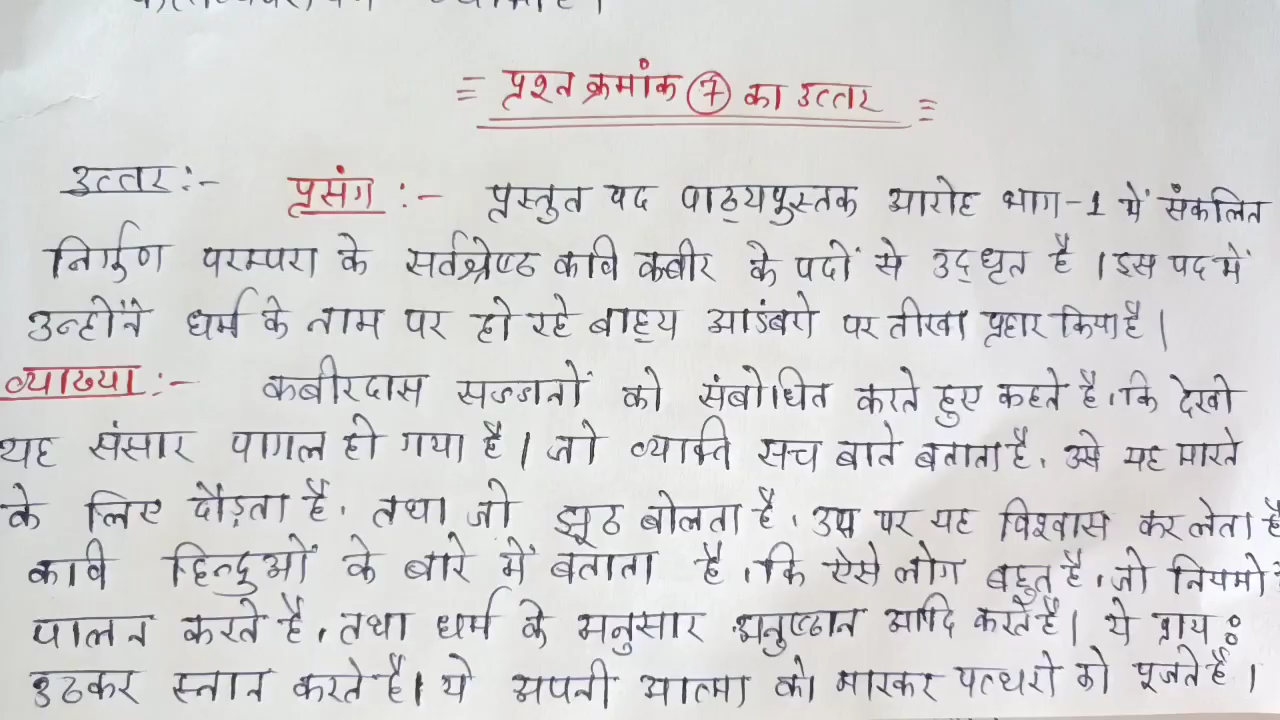 = प्रश्न क्रमांक 7 का उत्तर =
उत्तर:- प्रसंग :- प्रस्तुत पद पाठ्यपुस्तक आरोह भाग-1 में संकलित
निर्गुण परम्परा के सर्वश्रेष्ठ कवि कबीर के पदों से उद्धृत है । इस पद में
उन्होंने धर्म के नाम पर हो रहे बाह्य आडंबरो पर तीखा प्रहार किया है ।
व्याख्या:- कबीरदास सज्जनों को संबोधित करते हुए कहते है, कि देखो
यह संसार पागल हो गया है । जो व्यक्ति सच बाते बताता है, उसे यह मारने
के लिए दौड़ता है, तथा जो झूठ बोलता है, उस पर यह विश्वास कर लेता है
कवि हिन्दुओं के बारे में बताता है, कि ऐसे लोग बहुत है, जो नियमो
पालन करते है, तथा धर्म के अनुसार अनुष्ठान आदि करते है । ये प्राय:
उठकर स्नान करते है। ये अपनी आत्मा को मारकर पत्थरो को पूजते है ।